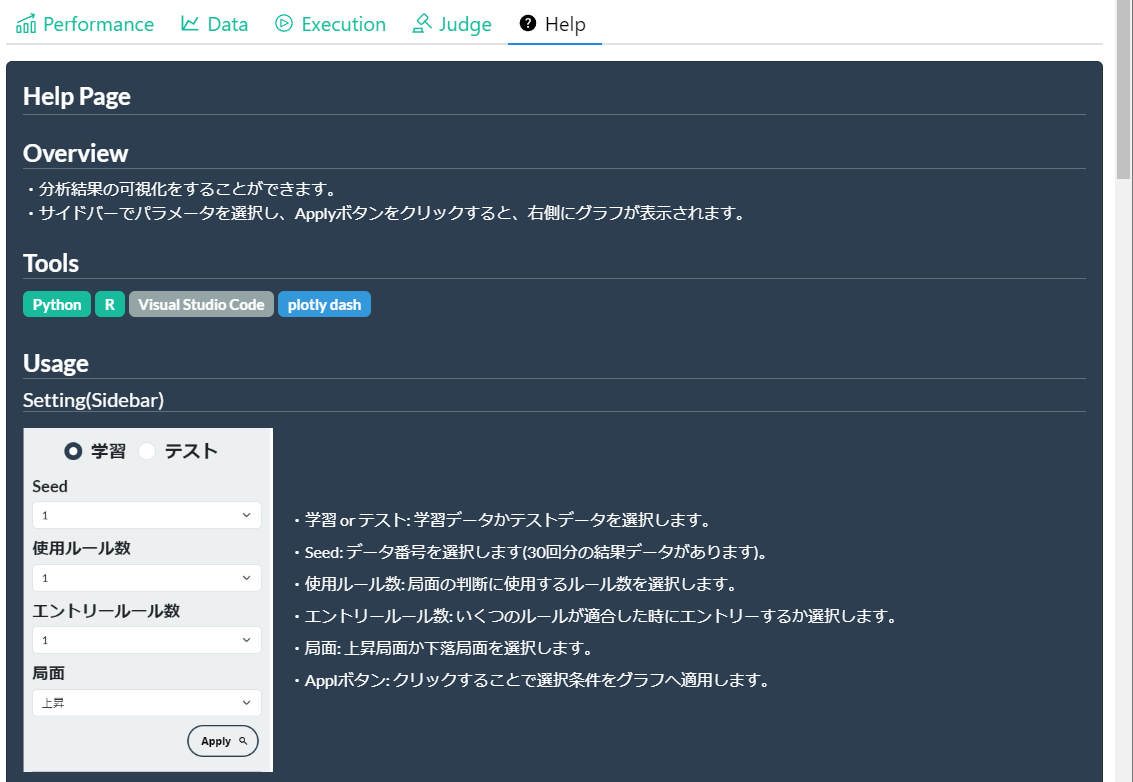 Performance Data Execution Judge Help
Help Page
Overview
・分析結果の可視化をすることができます。
・サイドバーでパラメータを選択し、Applyボタンをクリックすると、右側にグラフが表示されます。
Tools
Python R Visual Studio Code plotly dash
Usage
Setting(Sidebar)
学習 テスト
Seed
1
使用ルール数
1
エントリールール数
1
局面
上昇
Apply
・学習 or テスト: 学習データかテストデータを選択します。
・Seed: データ番号を選択します(30回分の結果データがあります)。
・使用ルール数: 局面の判断に使用するルール数を選択します。
・エントリールール数: いくつのルールが適合した時にエントリーするか選択します。
・局面: 上昇局面か下落局面を選択します。
・Applボタン: クリックすることで選択条件をグラフへ適用します。